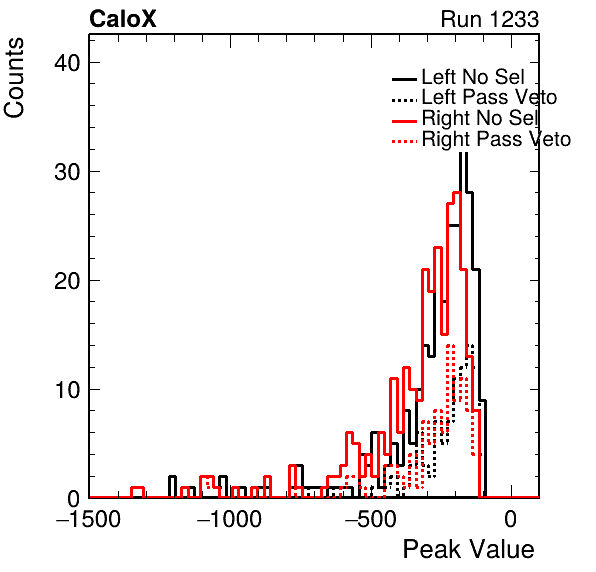 CaloX Run 1233
Counts
40
30
20
10
0
Left No Sel
Left Pass Veto
Right No Sel
Right Pass Veto
−1500 −1000 −500 0
Peak Value